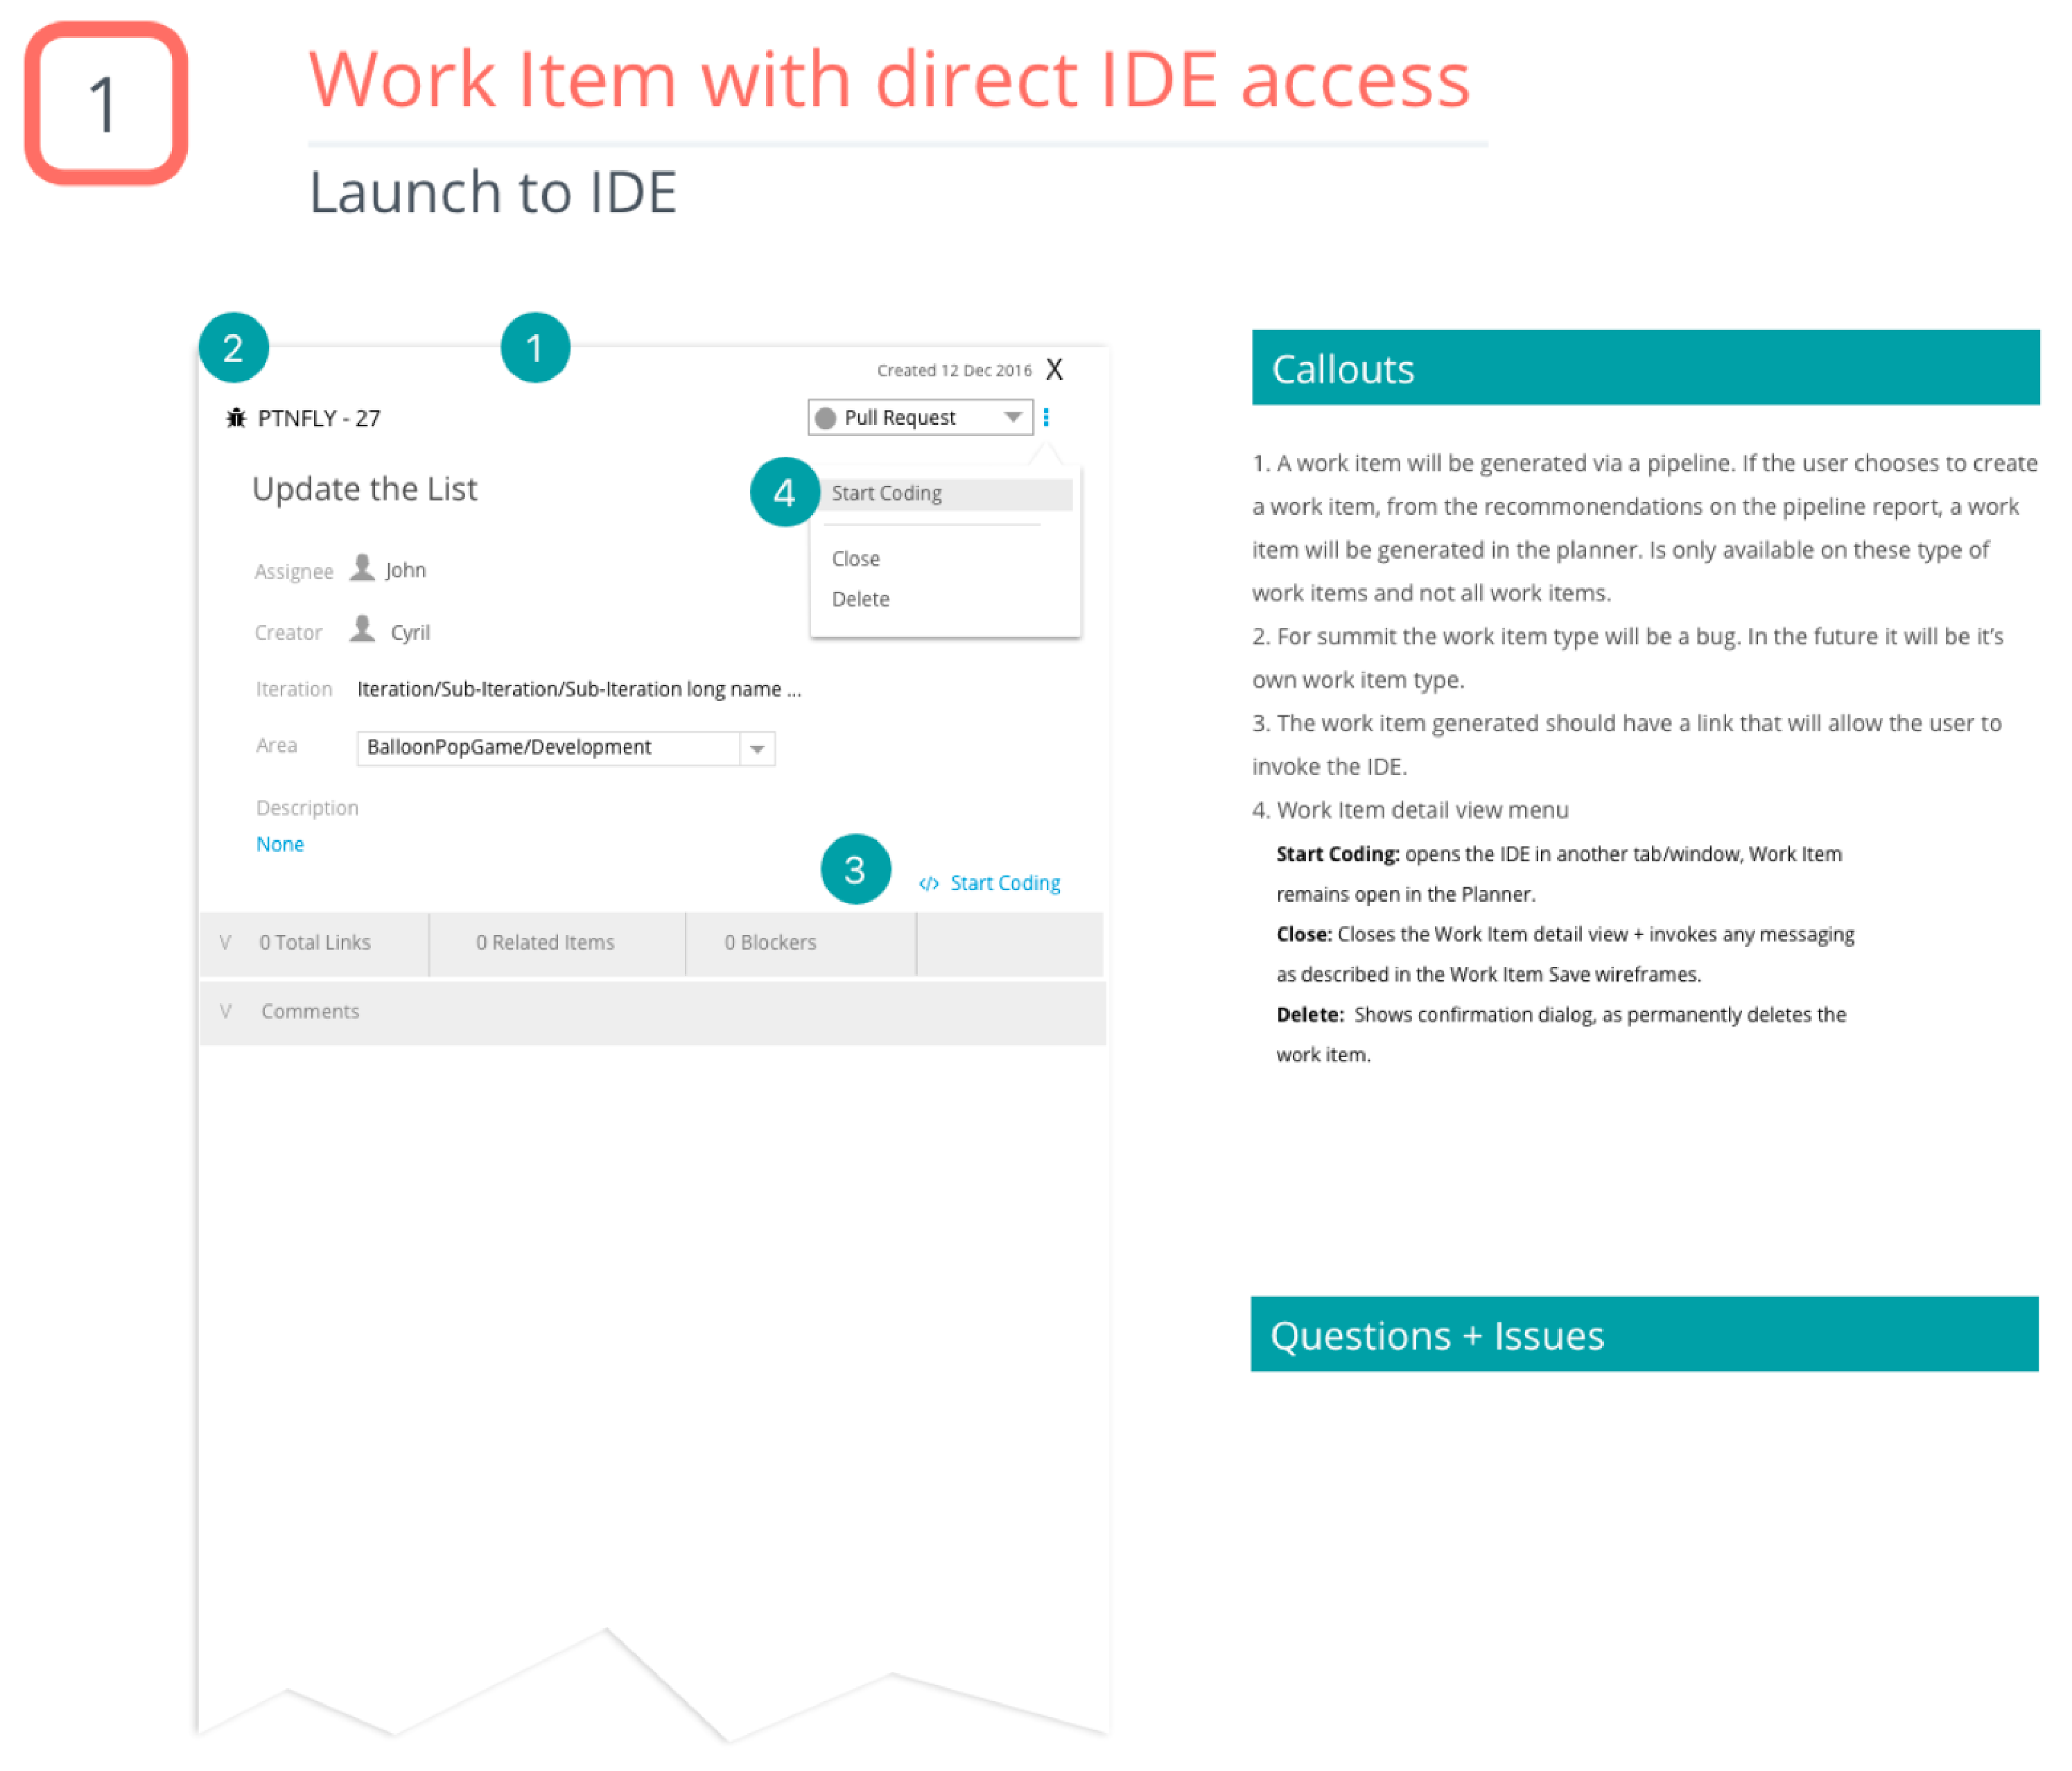 1
Work Item with direct IDE access
Launch to IDE
2
1
Created 12 Dec 2016 X
PTNFLY - 27
Pull Request
Update the List
4
Start Coding
Close
Delete
Assignee John
Creator Cyril
Iteration Iteration/Sub-Iteration/Sub-Iteration long name ...
Area BalloonPopGame/Development
Description
None
3
</> Start Coding
V 0 Total Links 0 Related Items 0 Blockers
V Comments
Callouts
1. A work item will be generated via a pipeline. If the user chooses to create
a work item, from the recommonendations on the pipeline report, a work
item will be generated in the planner. Is only available on these type of
work items and not all work items.
2. For summit the work item type will be a bug. In the future it will be it's
own work item type.
3. The work item generated should have a link that will allow the user to
invoke the IDE.
4. Work Item detail view menu
Start Coding: opens the IDE in another tab/window, Work Item
remains open in the Planner.
Close: Closes the Work Item detail view + invokes any messaging
as described in the Work Item Save wireframes.
Delete: Shows confirmation dialog, as permanently deletes the
work item.
Questions + Issues